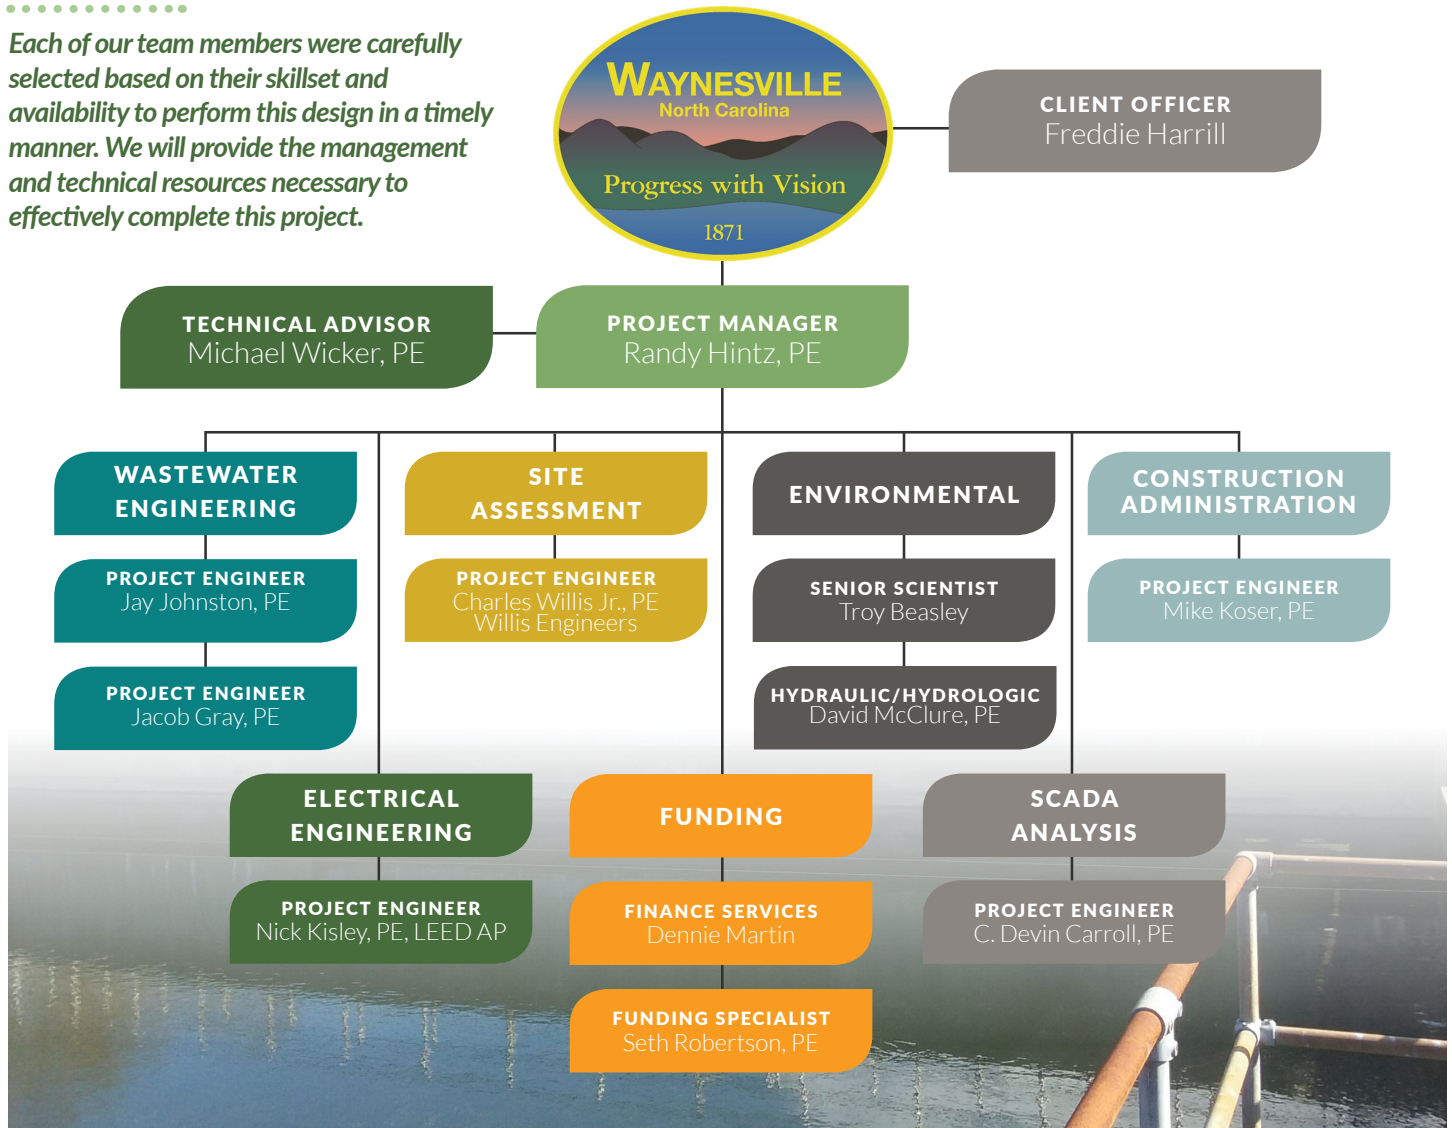 Each of our team members were carefully
selected based on their skillset and
availability to perform this design in a timely
manner. We will provide the management
and technical resources necessary to
effectively complete this project.
WAYNESVILLE
North Carolina
Progress with Vision
1871
CLIENT OFFICER
Freddie Harrill
TECHNICAL ADVISOR
Michael Wicker, PE
PROJECT MANAGER
Randy Hintz, PE
WASTEWATER
ENGINEERING
PROJECT ENGINEER
Jay Johnston, PE
PROJECT ENGINEER
Jacob Gray, PE
SITE
ASSESSMENT
PROJECT ENGINEER
Charles Willis Jr., PE
Willis Engineers
ENVIRONMENTAL
SENIOR SCIENTIST
Troy Beasley
HYDRAULIC/HYDROLOGIC
David McClure, PE
CONSTRUCTION
ADMINISTRATION
PROJECT ENGINEER
Mike Koser, PE
ELECTRICAL
ENGINEERING
PROJECT ENGINEER
Nick Kisley, PE, LEED AP
FUNDING
FINANCE SERVICES
Dennie Martin
FUNDING SPECIALIST
Seth Robertson, PE
SCADA
ANALYSIS
PROJECT ENGINEER
C. Devin Carroll, PE